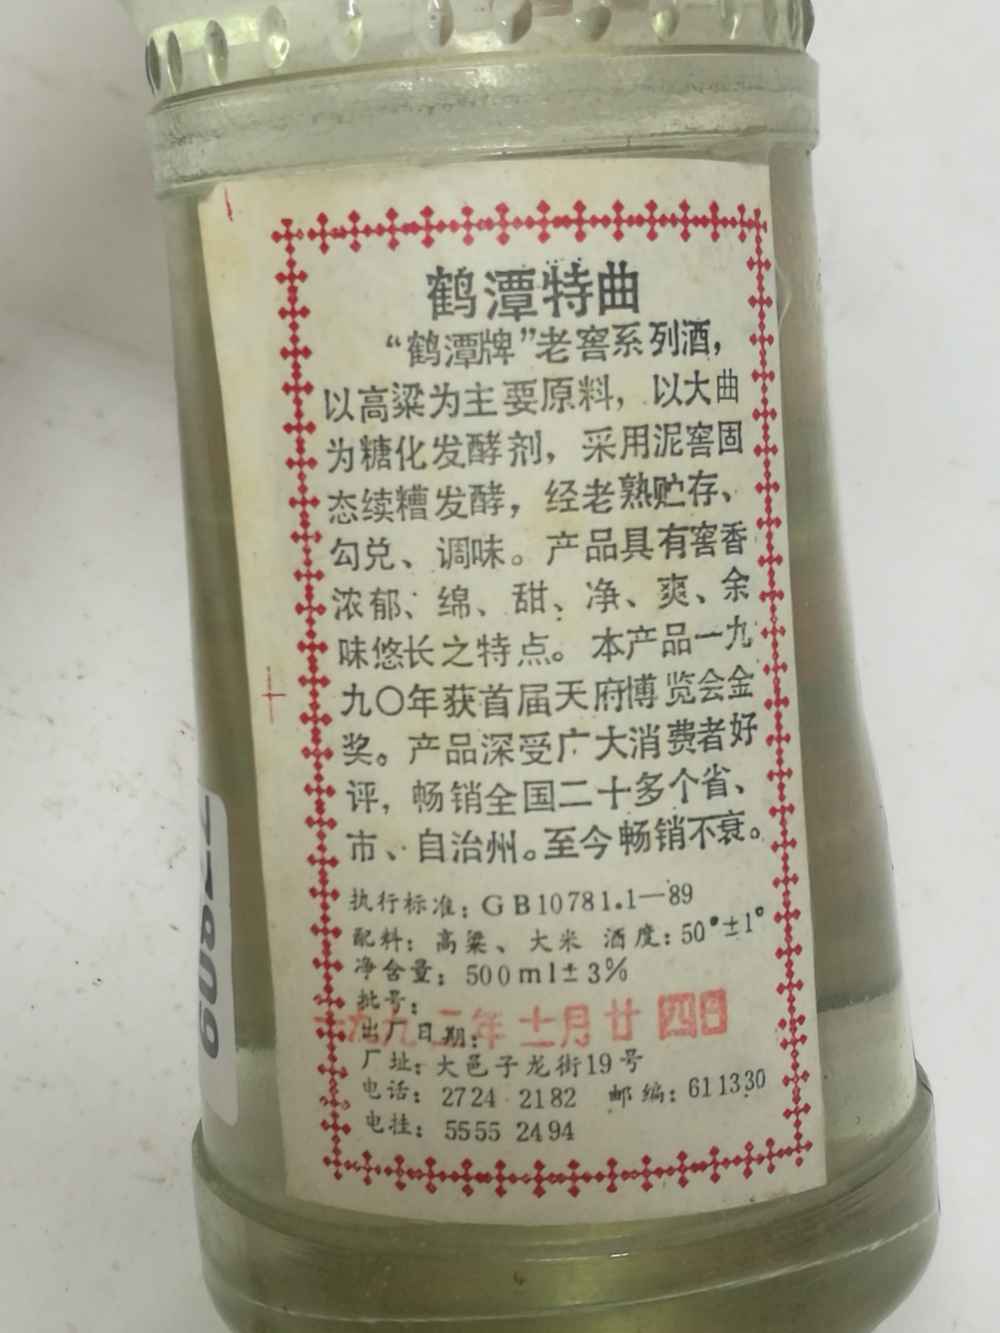 鹤潭特曲
“鹤潭牌”老窖系列酒，
以高粱为主要原料，以大曲
为糖化发酵剂，采用泥窖固
态续糟发酵，经老熟贮存、
勾兑、调味。产品具有窖香
浓郁、绵、甜、净、爽、余
味悠长之特点。本产品一九
九〇年获首届天府博览会金
奖。产品深受广大消费者好
评，畅销全国二十多个省、
市、自治州。至今畅销不衰。
执行标准：GB10781.1—89
配料：高粱、大米 酒度：50°±1°
净含量：500ml±3%
批号：
出厂日期：
年十一月廿四日
厂址：大邑子龙街19号
电话：2724 2182 邮编：611330
电挂：5555 2494